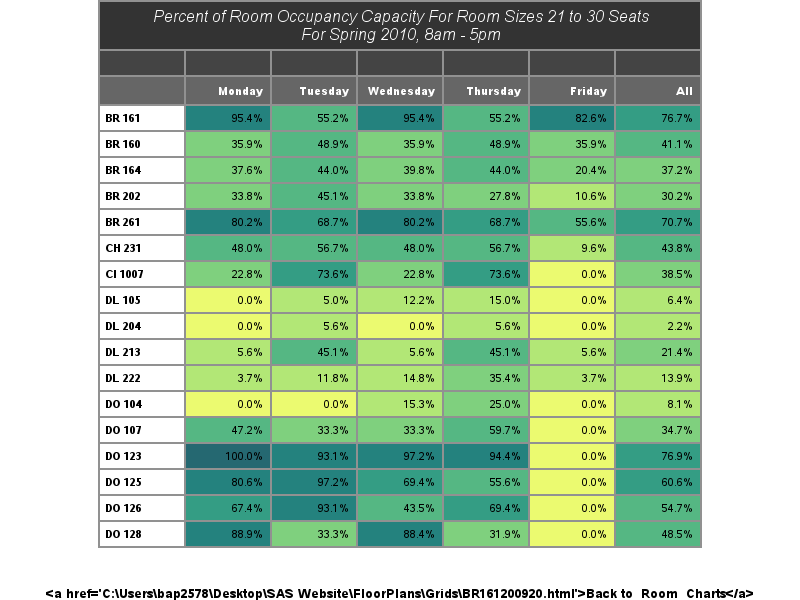 Percent of Room Occupancy Capacity For Room Sizes 21 to 30 Seats
For Spring 2010, 8am - 5pm
Monday Tuesday Wednesday Thursday Friday All
BR 161 95.4% 55.2% 95.4% 55.2% 82.6% 76.7%
BR 160 35.9% 48.9% 35.9% 48.9% 35.9% 41.1%
BR 164 37.6% 44.0% 39.8% 44.0% 20.4% 37.2%
BR 202 33.8% 45.1% 33.8% 27.8% 10.6% 30.2%
BR 261 80.2% 68.7% 80.2% 68.7% 55.6% 70.7%
CH 231 48.0% 56.7% 48.0% 56.7% 9.6% 43.8%
CI 1007 22.8% 73.6% 22.8% 73.6% 0.0% 38.5%
DL 105 0.0% 5.0% 12.2% 15.0% 0.0% 6.4%
DL 204 0.0% 5.6% 0.0% 5.6% 0.0% 2.2%
DL 213 5.6% 45.1% 5.6% 45.1% 5.6% 21.4%
DL 222 3.7% 11.8% 14.8% 35.4% 3.7% 13.9%
DO 104 0.0% 0.0% 15.3% 25.0% 0.0% 8.1%
DO 107 47.2% 33.3% 33.3% 59.7% 0.0% 34.7%
DO 123 100.0% 93.1% 97.2% 94.4% 0.0% 76.9%
DO 125 80.6% 97.2% 69.4% 55.6% 0.0% 60.6%
DO 126 67.4% 93.1% 43.5% 69.4% 0.0% 54.7%
DO 128 88.9% 33.3% 88.4% 31.9% 0.0% 48.5%
<a href='C:\Users\bap2578\Desktop\SAS Website\FloorPlans\Grids\BR161200920.html'>Back to Room Charts</a>